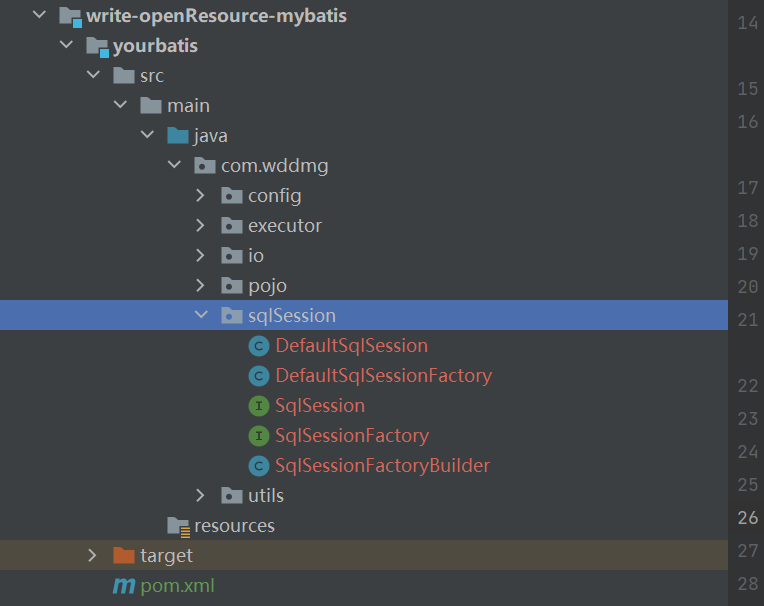 write-openResource-mybatis
14
yourbatis
src
15
main
16
java
com.wddmg
17
config
18
executor
19
io
20
pojo
21
sqlSession
C DefaultSqlSession
C DefaultSqlSessionFactory
22
I SqlSession
23
I SqlSessionFactory
24
C SqlSessionFactoryBuilder
25
utils
26
resources
27
target
28
m pom.xml